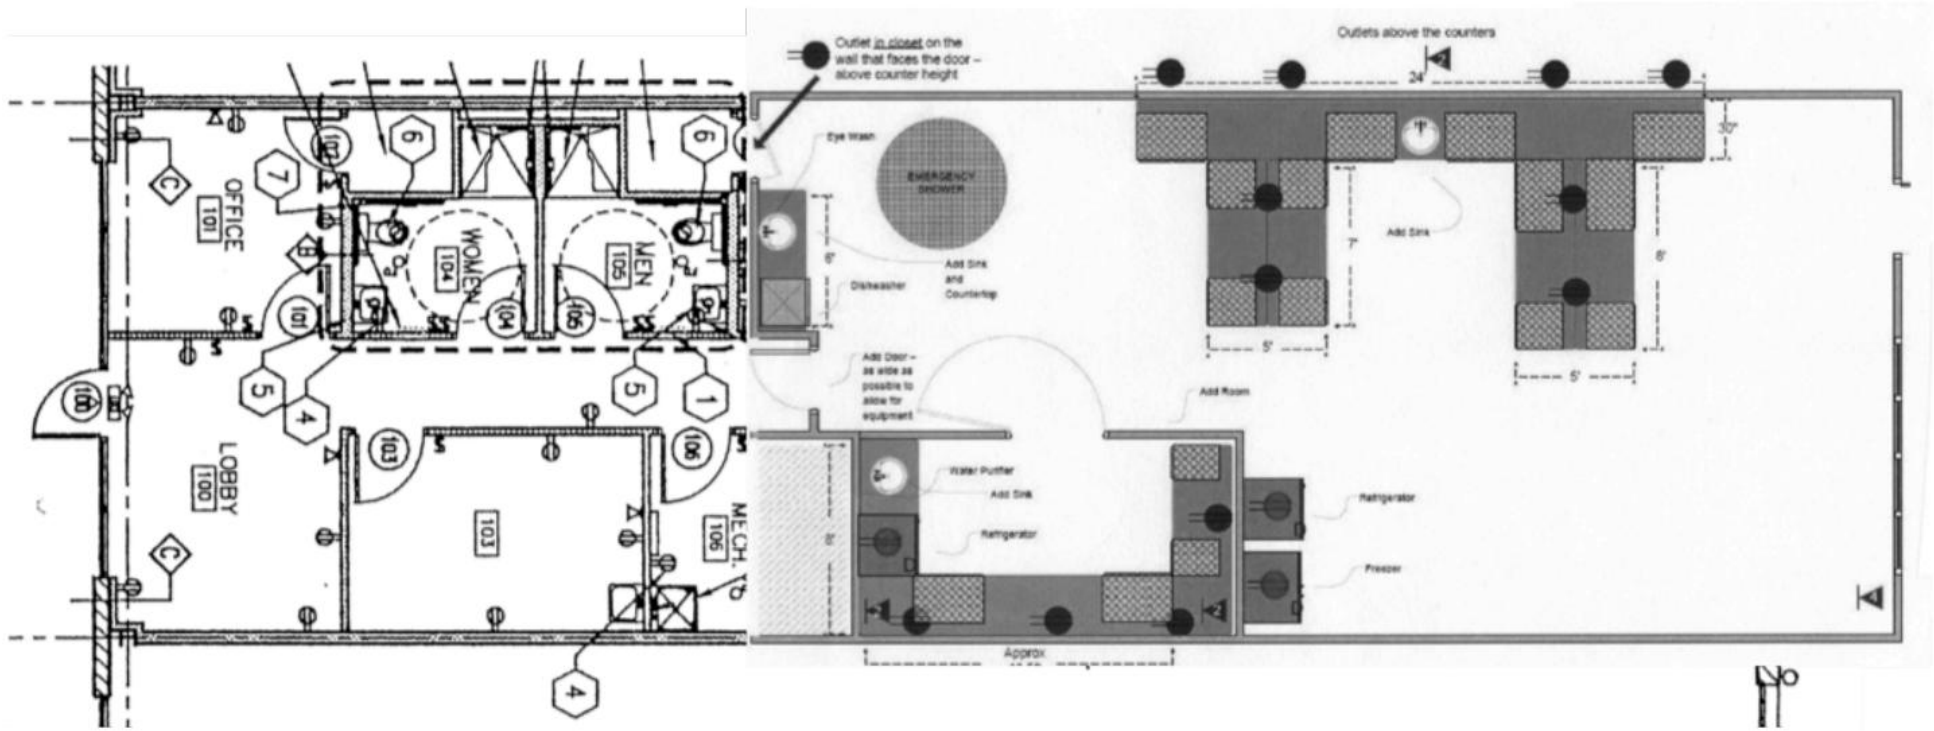 Outlet in closet on the
wall that faces the door –
above counter height
Outlets above the counters
24'
30"
Eye Wash
EMERGENCY
SHOWER
Add Sink
and
Countertop
6'
Dishwasher
Add Sink
7'
8'
5'
5'
Add Door –
as wide as
possible to
allow for
equipment
Add Room
Water Purifier
Add Sink
Refrigerator
Refrigerator
Freezer
Approx
102
6
6
7
C
OFFICE
101
B
WOMEN
104
MEN
105
101
104
105
5
4
5
1
100
103
106
LOBBY
100
103
MECH.
106
C
4